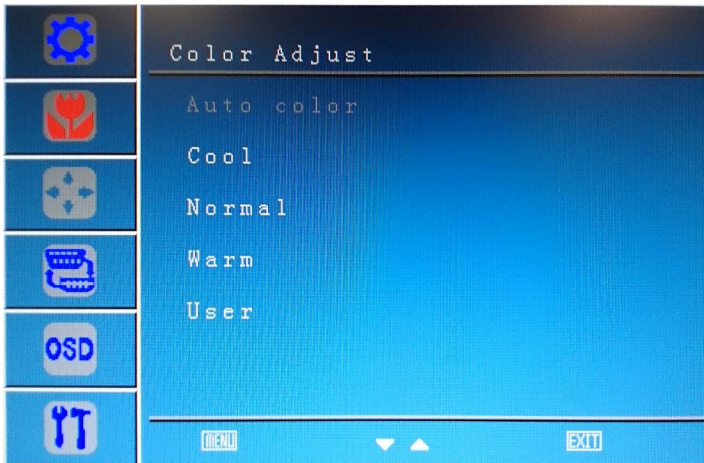 Color Adjust
Auto color
Cool
Normal
Warm
User
OSD
MENU
EXIT